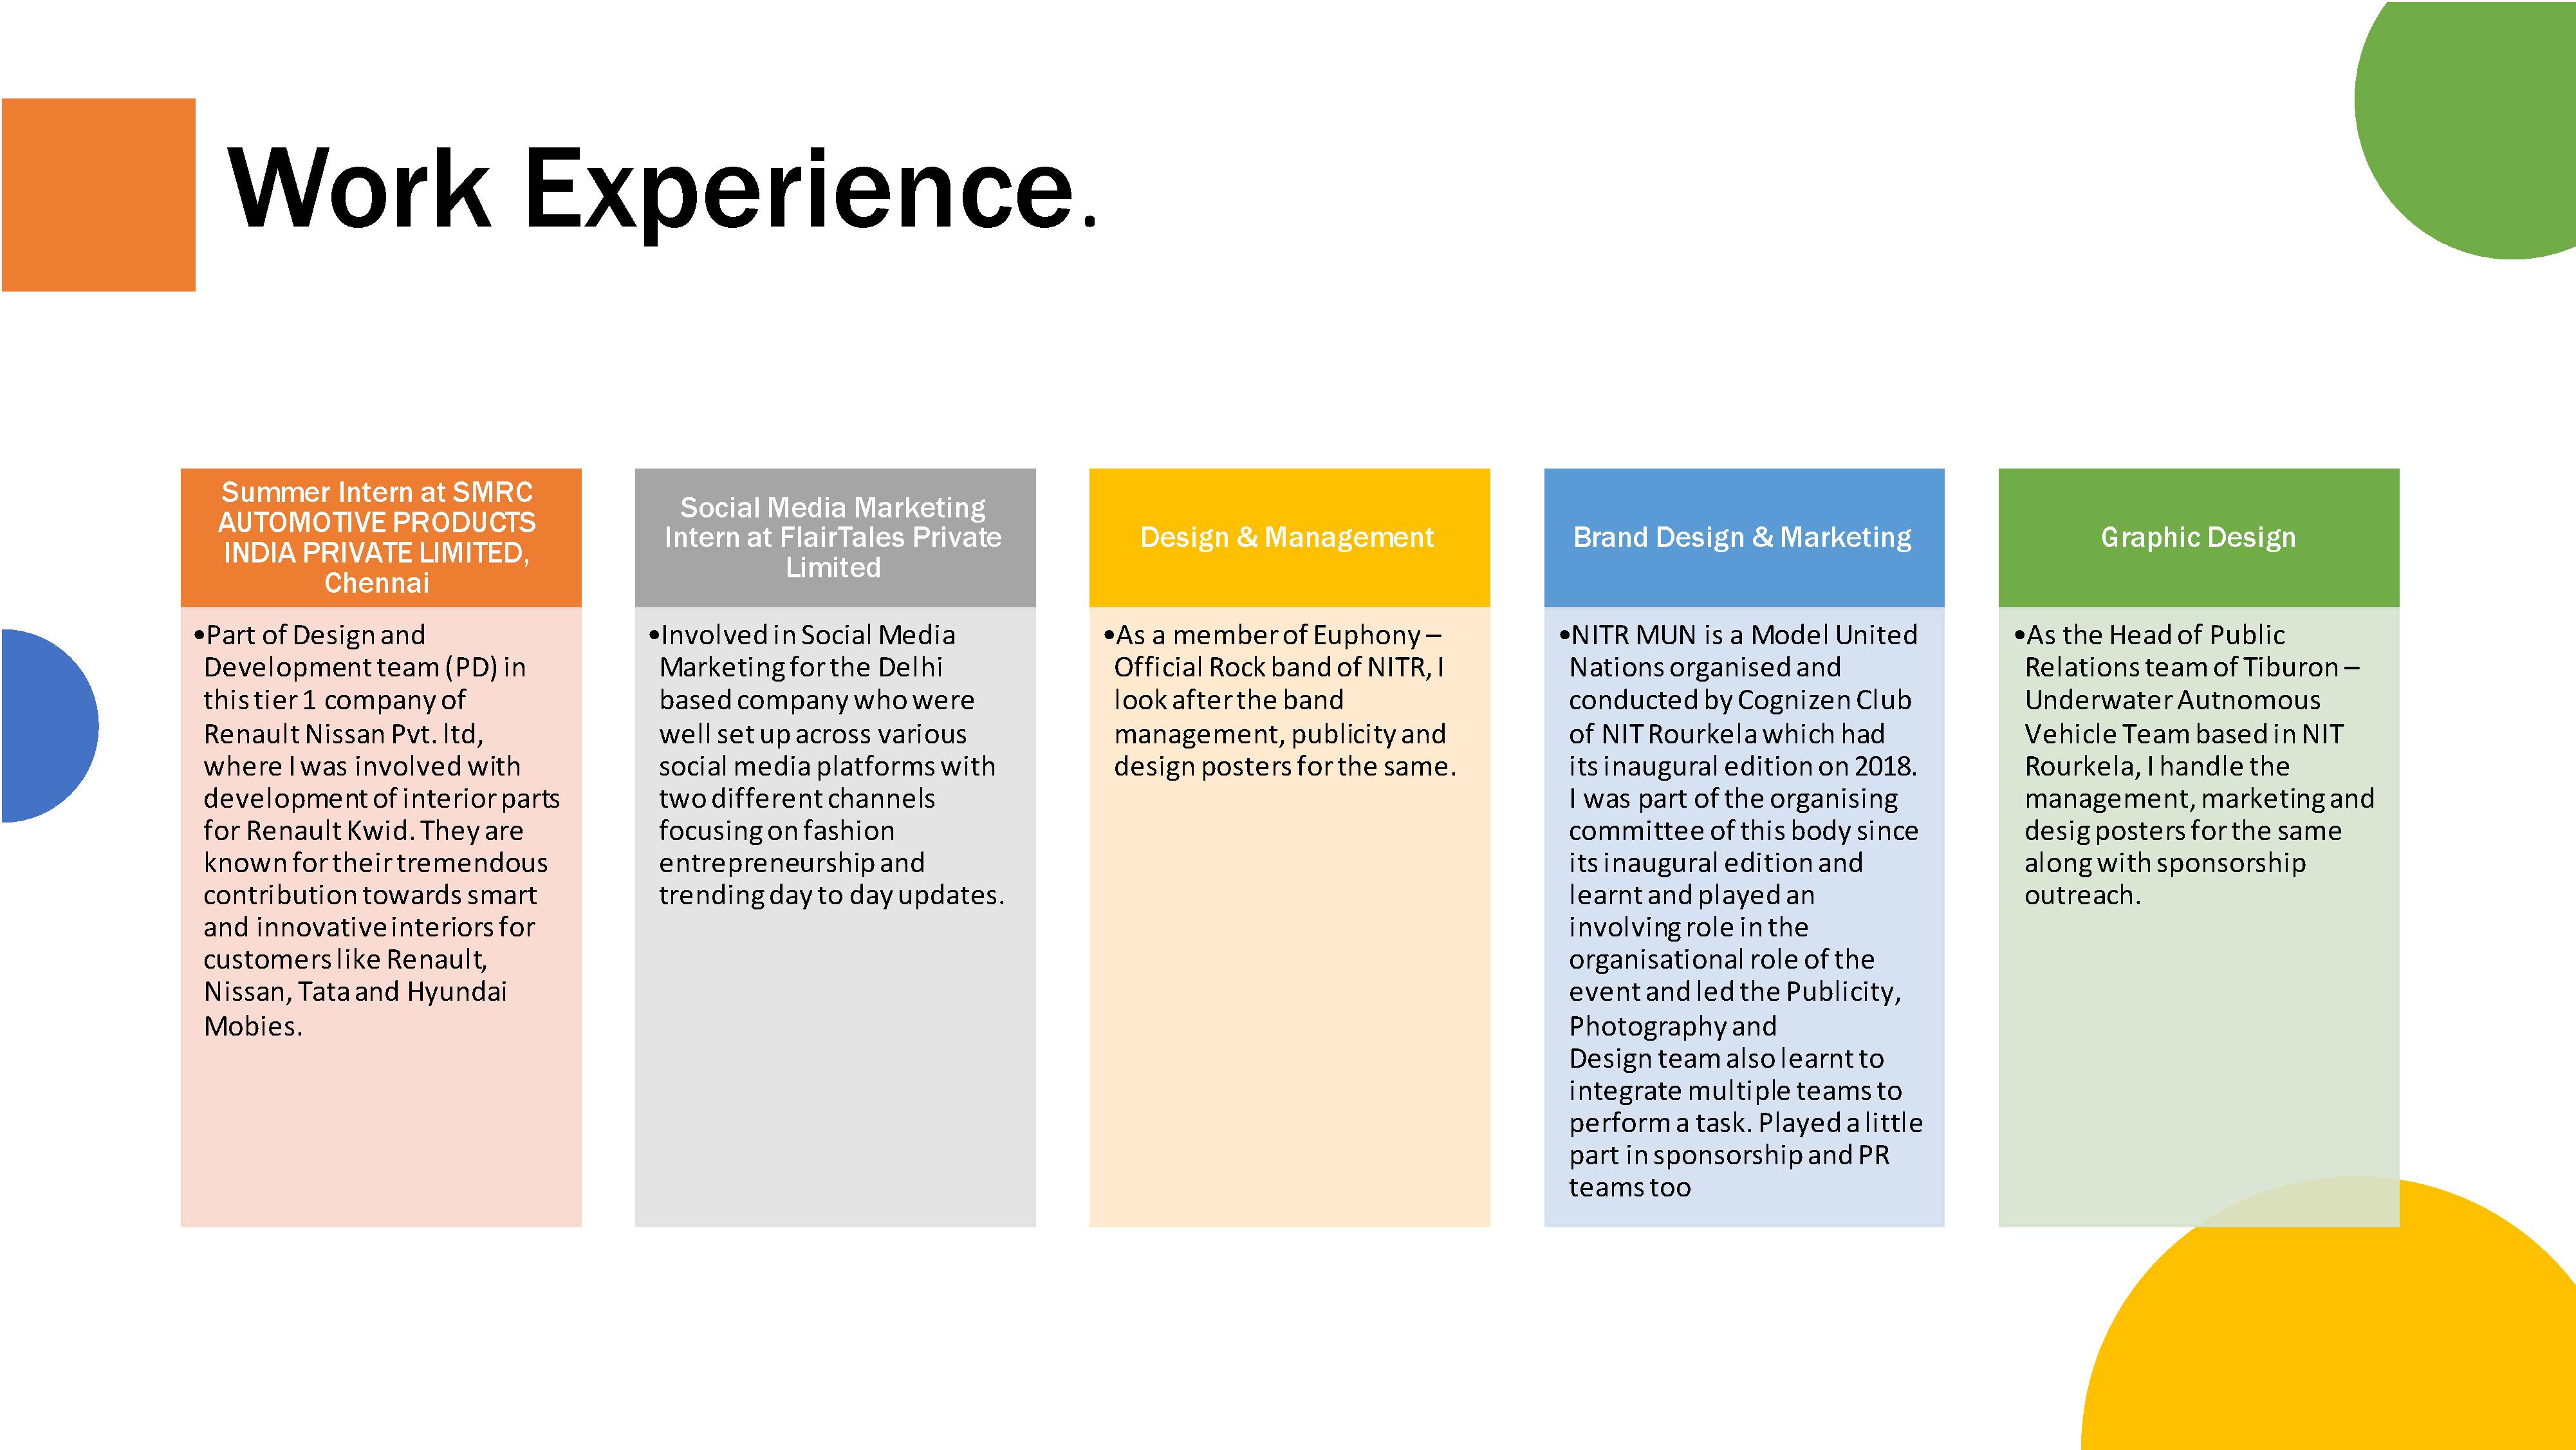 Work Experience.
Summer Intern at SMRC
AUTOMOTIVE PRODUCTS
INDIA PRIVATE LIMITED,
Chennai
•Part of Design and
Development team (PD) in
this tier 1 company of
Renault Nissan Pvt. ltd,
where I was involved with
development of interior parts
for Renault Kwid. They are
known for their tremendous
contribution towards smart
and innovative interiors for
customers like Renault,
Nissan, Tata and Hyundai
Mobies.
Social Media Marketing
Intern at FlairTales Private
Limited
•Involved in Social Media
Marketing for the Delhi
based company who were
well set up across various
social media platforms with
two different channels
focusing on fashion
entrepreneurship and
trending day to day updates.
Design & Management
•As a member of Euphony –
Official Rock band of NITR, I
look after the band
management, publicity and
design posters for the same.
Brand Design & Marketing
•NITR MUN is a Model United
Nations organised and
conducted by Cognizen Club
of NIT Rourkela which had
its inaugural edition on 2018.
I was part of the organising
committee of this body since
its inaugural edition and
learnt and played an
involving role in the
organisational role of the
event and led the Publicity,
Photography and
Design team also learnt to
integrate multiple teams to
perform a task. Played a little
part in sponsorship and PR
teams too
Graphic Design
•As the Head of Public
Relations team of Tiburon –
Underwater Autnomous
Vehicle Team based in NIT
Rourkela, I handle the
management, marketing and
desig posters for the same
along with sponsorship
outreach.